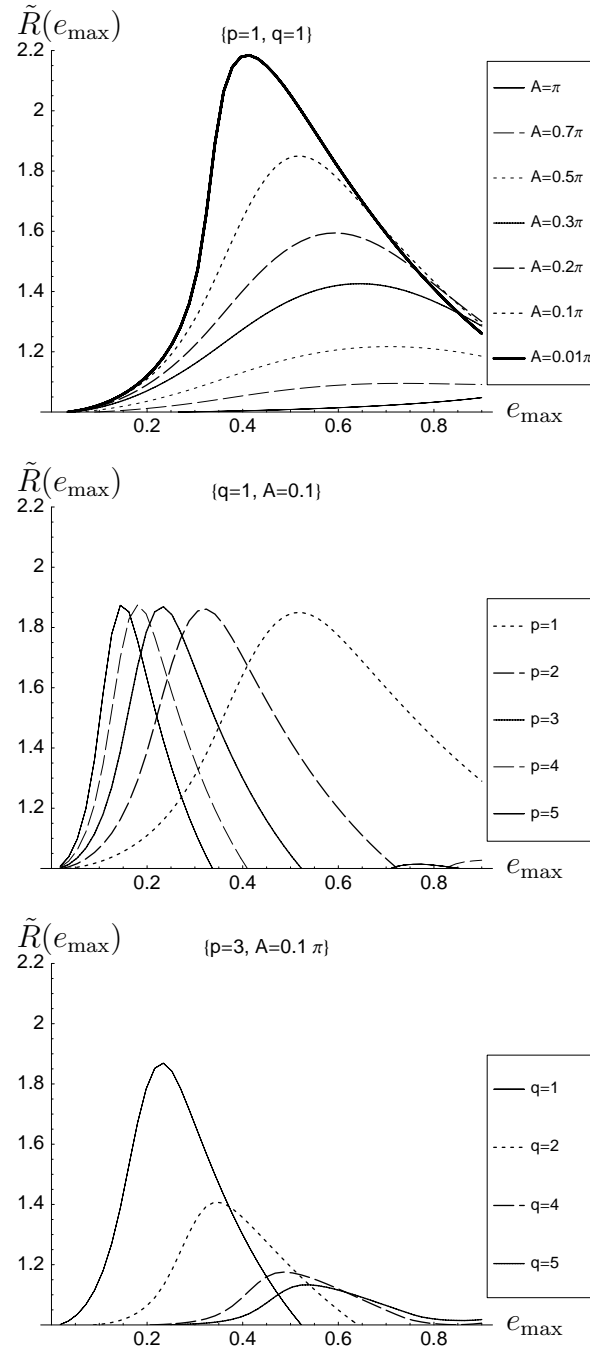 R̃(e_max)
{p=1, q=1}
2.2
2
1.8
1.6
1.4
1.2
0.2 0.4 0.6 0.8 e_max
A=π
A=0.7π
A=0.5π
A=0.3π
A=0.2π
A=0.1π
A=0.01π
R̃(e_max)
{q=1, A=0.1}
2.2
2
1.8
1.6
1.4
1.2
0.2 0.4 0.6 0.8 e_max
p=1
p=2
p=3
p=4
p=5
R̃(e_max)
{p=3, A=0.1 π}
2.2
2
1.8
1.6
1.4
1.2
0.2 0.4 0.6 0.8 e_max
q=1
q=2
q=4
q=5